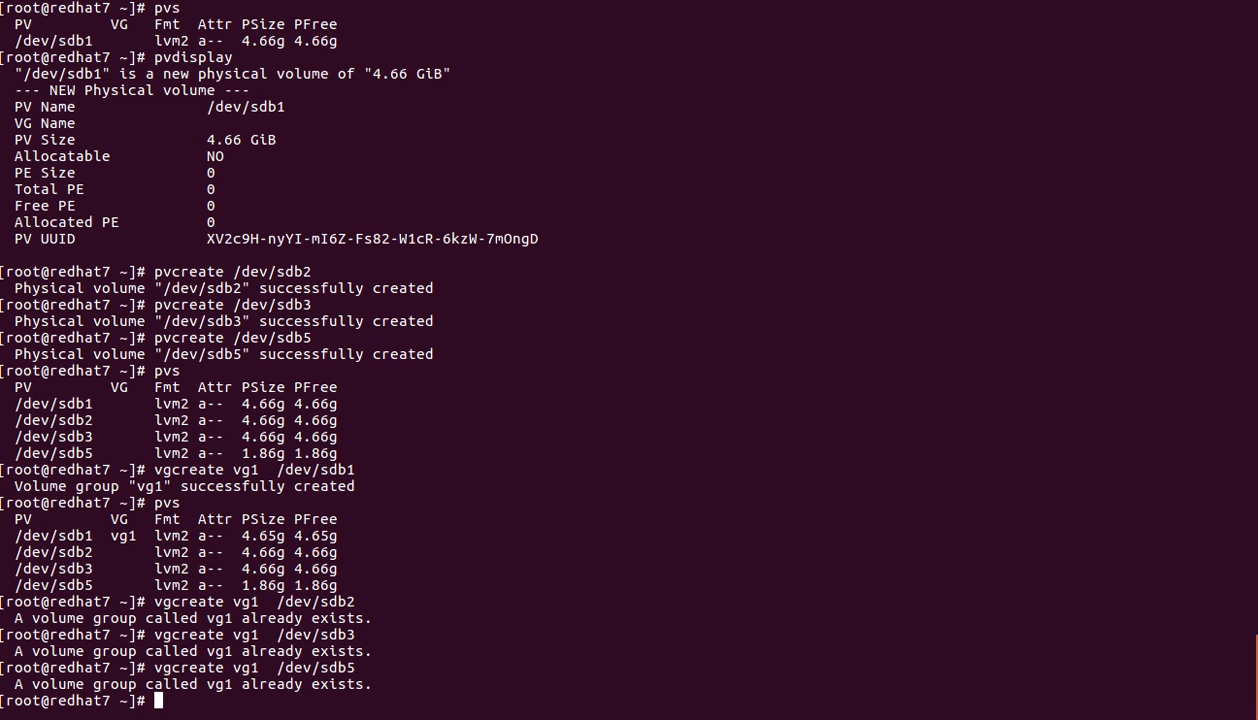 [root@redhat7 ~]# pvs
  PV         VG   Fmt  Attr PSize PFree
  /dev/sdb1       lvm2 a--  4.66g 4.66g
[root@redhat7 ~]# pvdisplay
  "/dev/sdb1" is a new physical volume of "4.66 GiB"
  --- NEW Physical volume ---
  PV Name               /dev/sdb1
  VG Name
  PV Size               4.66 GiB
  Allocatable           NO
  PE Size               0
  Total PE              0
  Free PE               0
  Allocated PE          0
  PV UUID               XV2c9H-nyYI-mI6Z-Fs82-W1cR-6kzW-7mOngD
[root@redhat7 ~]# pvcreate /dev/sdb2
  Physical volume "/dev/sdb2" successfully created
[root@redhat7 ~]# pvcreate /dev/sdb3
  Physical volume "/dev/sdb3" successfully created
[root@redhat7 ~]# pvcreate /dev/sdb5
  Physical volume "/dev/sdb5" successfully created
[root@redhat7 ~]# pvs
  PV         VG   Fmt  Attr PSize PFree
  /dev/sdb1       lvm2 a--  4.66g 4.66g
  /dev/sdb2       lvm2 a--  4.66g 4.66g
  /dev/sdb3       lvm2 a--  4.66g 4.66g
  /dev/sdb5       lvm2 a--  1.86g 1.86g
[root@redhat7 ~]# vgcreate vg1  /dev/sdb1
  Volume group "vg1" successfully created
[root@redhat7 ~]# pvs
  PV         VG   Fmt  Attr PSize PFree
  /dev/sdb1  vg1  lvm2 a--  4.65g 4.65g
  /dev/sdb2       lvm2 a--  4.66g 4.66g
  /dev/sdb3       lvm2 a--  4.66g 4.66g
  /dev/sdb5       lvm2 a--  1.86g 1.86g
[root@redhat7 ~]# vgcreate vg1  /dev/sdb2
  A volume group called vg1 already exists.
[root@redhat7 ~]# vgcreate vg1  /dev/sdb3
  A volume group called vg1 already exists.
[root@redhat7 ~]# vgcreate vg1  /dev/sdb5
  A volume group called vg1 already exists.
[root@redhat7 ~]#